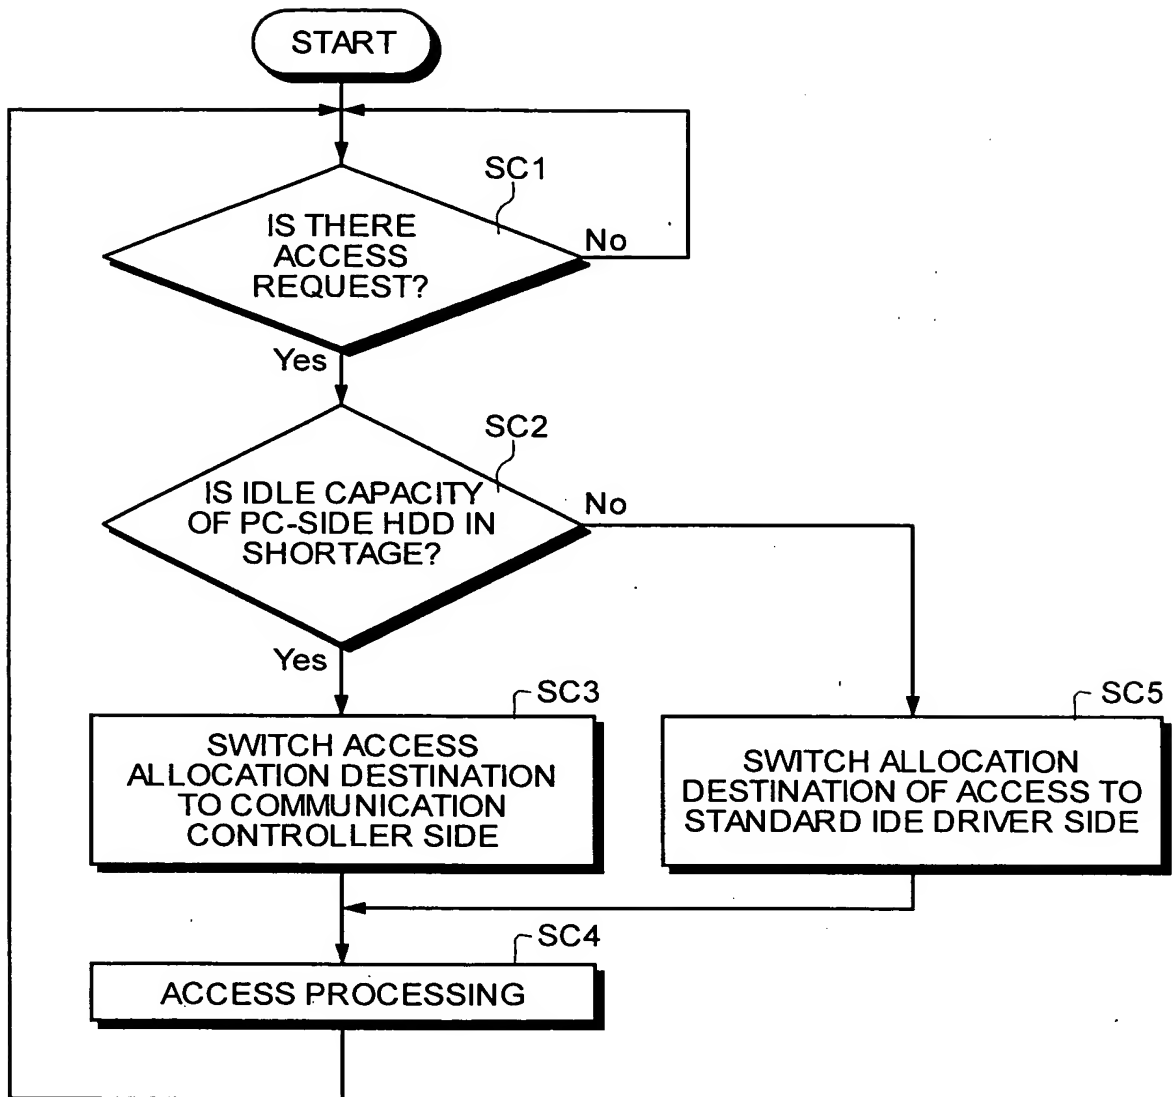 START
SC1
IS THERE
ACCESS
REQUEST?
No
Yes
SC2
IS IDLE CAPACITY
OF PC-SIDE HDD IN
SHORTAGE?
No
Yes
SC3
SWITCH ACCESS
ALLOCATION DESTINATION
TO COMMUNICATION
CONTROLLER SIDE
SC5
SWITCH ALLOCATION
DESTINATION OF ACCESS TO
STANDARD IDE DRIVER SIDE
SC4
ACCESS PROCESSING